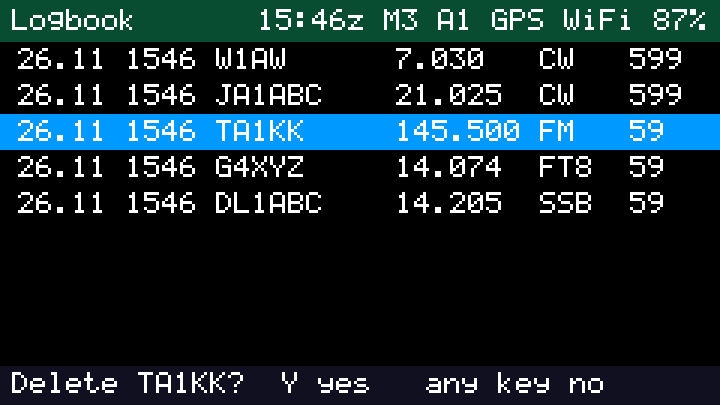 Logbook 15:46z M3 A1 GPS WiFi 87%
26.11 1546 W1AW 7.030 CW 599
26.11 1546 JA1ABC 21.025 CW 599
26.11 1546 TA1KK 145.500 FM 59
26.11 1546 G4XYZ 14.074 FT8 59
26.11 1546 DL1ABC 14.205 SSB 59
Delete TA1KK? Y yes any key no